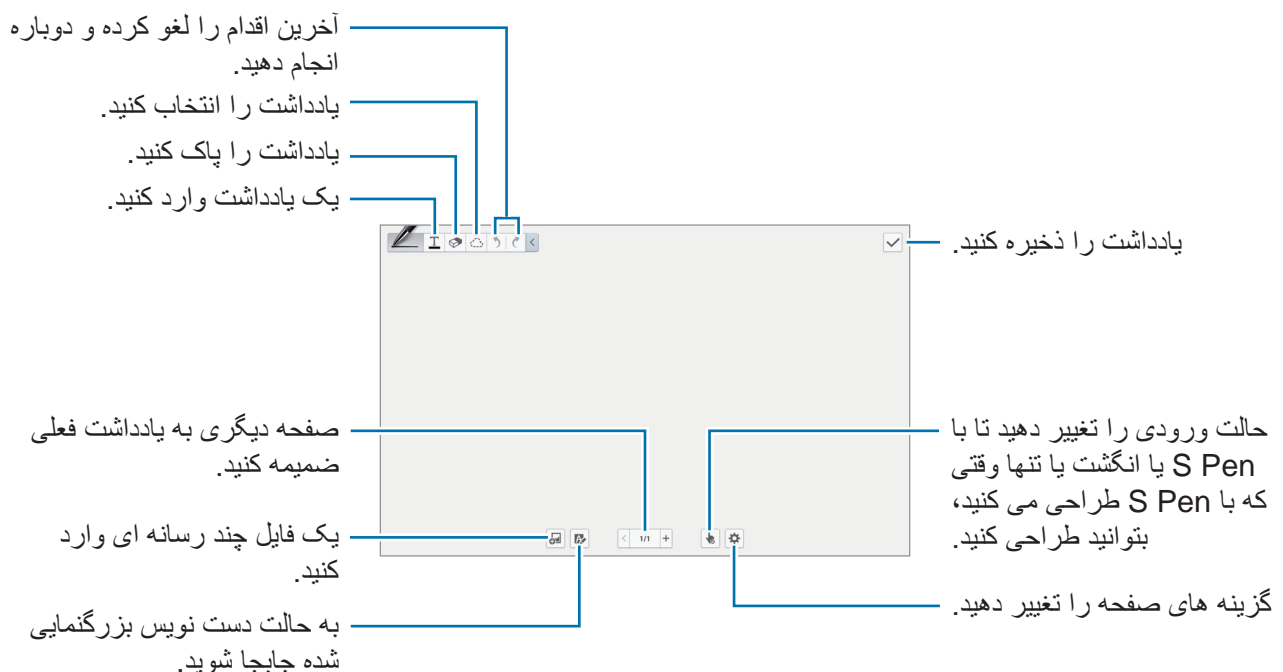 آخرین اقدام را لغو کرده و دوباره
انجام دهید.
یادداشت را انتخاب کنید.
یادداشت را پاک کنید.
یک یادداشت وارد کنید.
یادداشت را ذخیره کنید.
صفحه دیگری به یادداشت فعلی
ضمیمه کنید.
یک فایل چند رسانه ای وارد
کنید.
به حالت دست نویس بزرگنمایی
شده جابجا شوید.
1/1
حالت ورودی را تغییر دهید تا با
S Pen یا انگشت یا تنها وقتی
که با S Pen طراحی می کنید،
بتوانید طراحی کنید.
گزینه های صفحه را تغییر دهید.